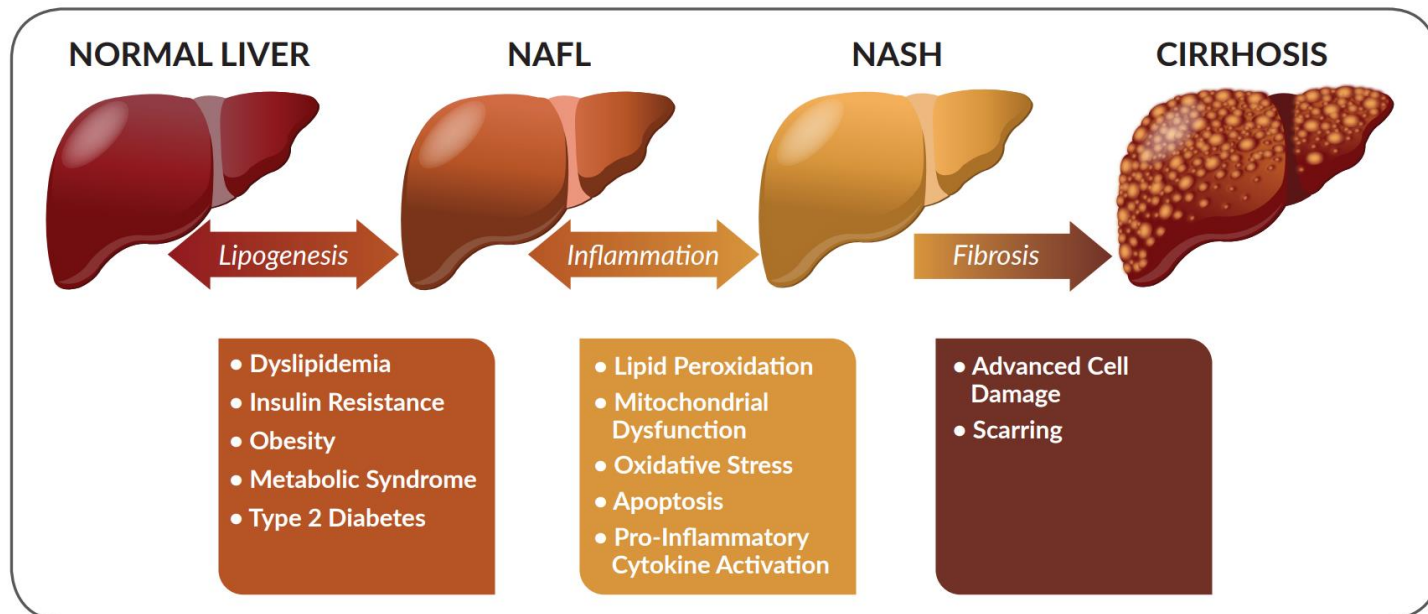 NORMAL LIVER
NAFL
NASH
CIRRHOSIS
Lipogenesis
Inflammation
Fibrosis
● Dyslipidemia
● Insulin Resistance
● Obesity
● Metabolic Syndrome
● Type 2 Diabetes
● Lipid Peroxidation
● Mitochondrial
Dysfunction
● Oxidative Stress
● Apoptosis
● Pro-Inflammatory
Cytokine Activation
● Advanced Cell
Damage
● Scarring